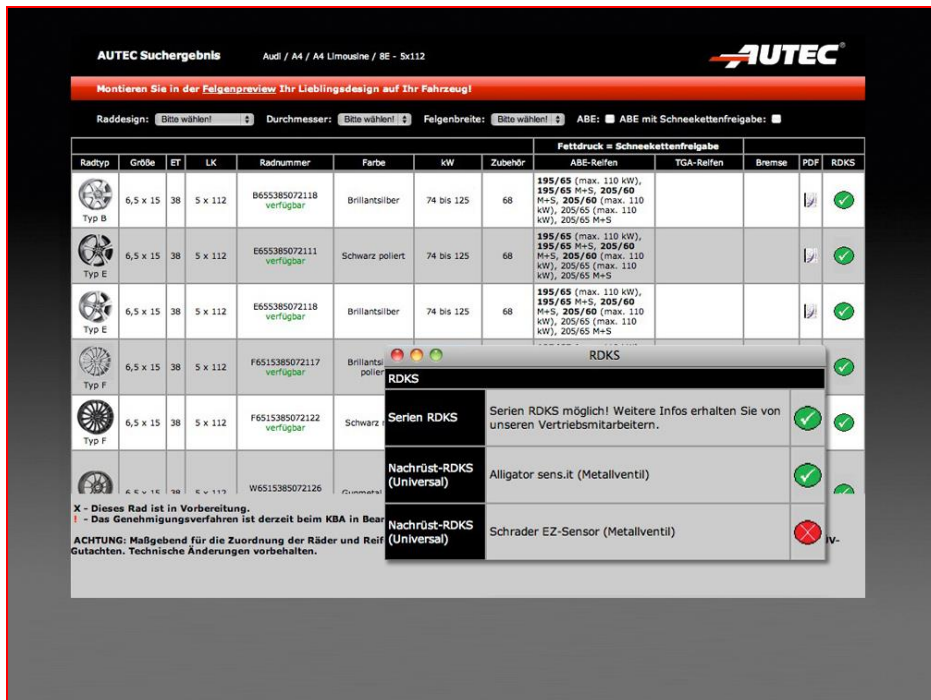 AUTEC Suchergebnis
Audi / A4 / A4 Limousine / 8E - 5x112
AUTEC®
Montieren Sie in der Felgenpreview Ihr Lieblingsdesign auf Ihr Fahrzeug!
Raddesign: Bitte wählen! Durchmesser: Bitte wählen! Felgenbreite: Bitte wählen! ABE: ABE mit Schneekettenfreigabe:
Fettdruck = Schneekettenfreigabe
Radtyp Größe ET LK Radnummer Farbe kW Zubehör ABE-Reifen TGA-Reifen Bremse PDF RDKS
Typ B
6,5 x 15 38 5 x 112
B655385072118
verfügbar
Brillantsilber 74 bis 125 68
195/65 (max. 110 kW),
195/65 M+S, 205/60
M+S, 205/60 (max. 110
kW), 205/65 (max. 110
kW), 205/65 M+S
Typ E
6,5 x 15 38 5 x 112
E655385072111
verfügbar
Schwarz poliert 74 bis 125 68
195/65 (max. 110 kW),
195/65 M+S, 205/60
M+S, 205/60 (max. 110
kW), 205/65 (max. 110
kW), 205/65 M+S
Typ E
6,5 x 15 38 5 x 112
E655385072118
verfügbar
Brillantsilber 74 bis 125 68
195/65 (max. 110 kW),
195/65 M+S, 205/60
M+S, 205/60 (max. 110
kW), 205/65 (max. 110
kW), 205/65 M+S
Typ F
6,5 x 15 38 5 x 112
F6515385072117
verfügbar
Typ F
6,5 x 15 38 5 x 112
F6515385072122
verfügbar
Schwarz
6,5 x 15 38 5 x 112
W6515385072126
Gunmetal
X - Dieses Rad ist in Vorbereitung.
! - Das Genehmigungsverfahren ist derzeit beim KBA in
ACHTUNG: Maßgebend für die Zuordnung der Räder und
Gutachten. Technische Änderungen vorbehalten.
RDKS
RDKS
Serien RDKS
Serien RDKS möglich! Weitere Infos erhalten Sie von
unseren Vertriebsmitarbeitern.
Nachrüst-RDKS
(Universal)
Alligator sens.it (Metallventil)
Nachrüst-RDKS
(Universal)
Schrader EZ-Sensor (Metallventil)